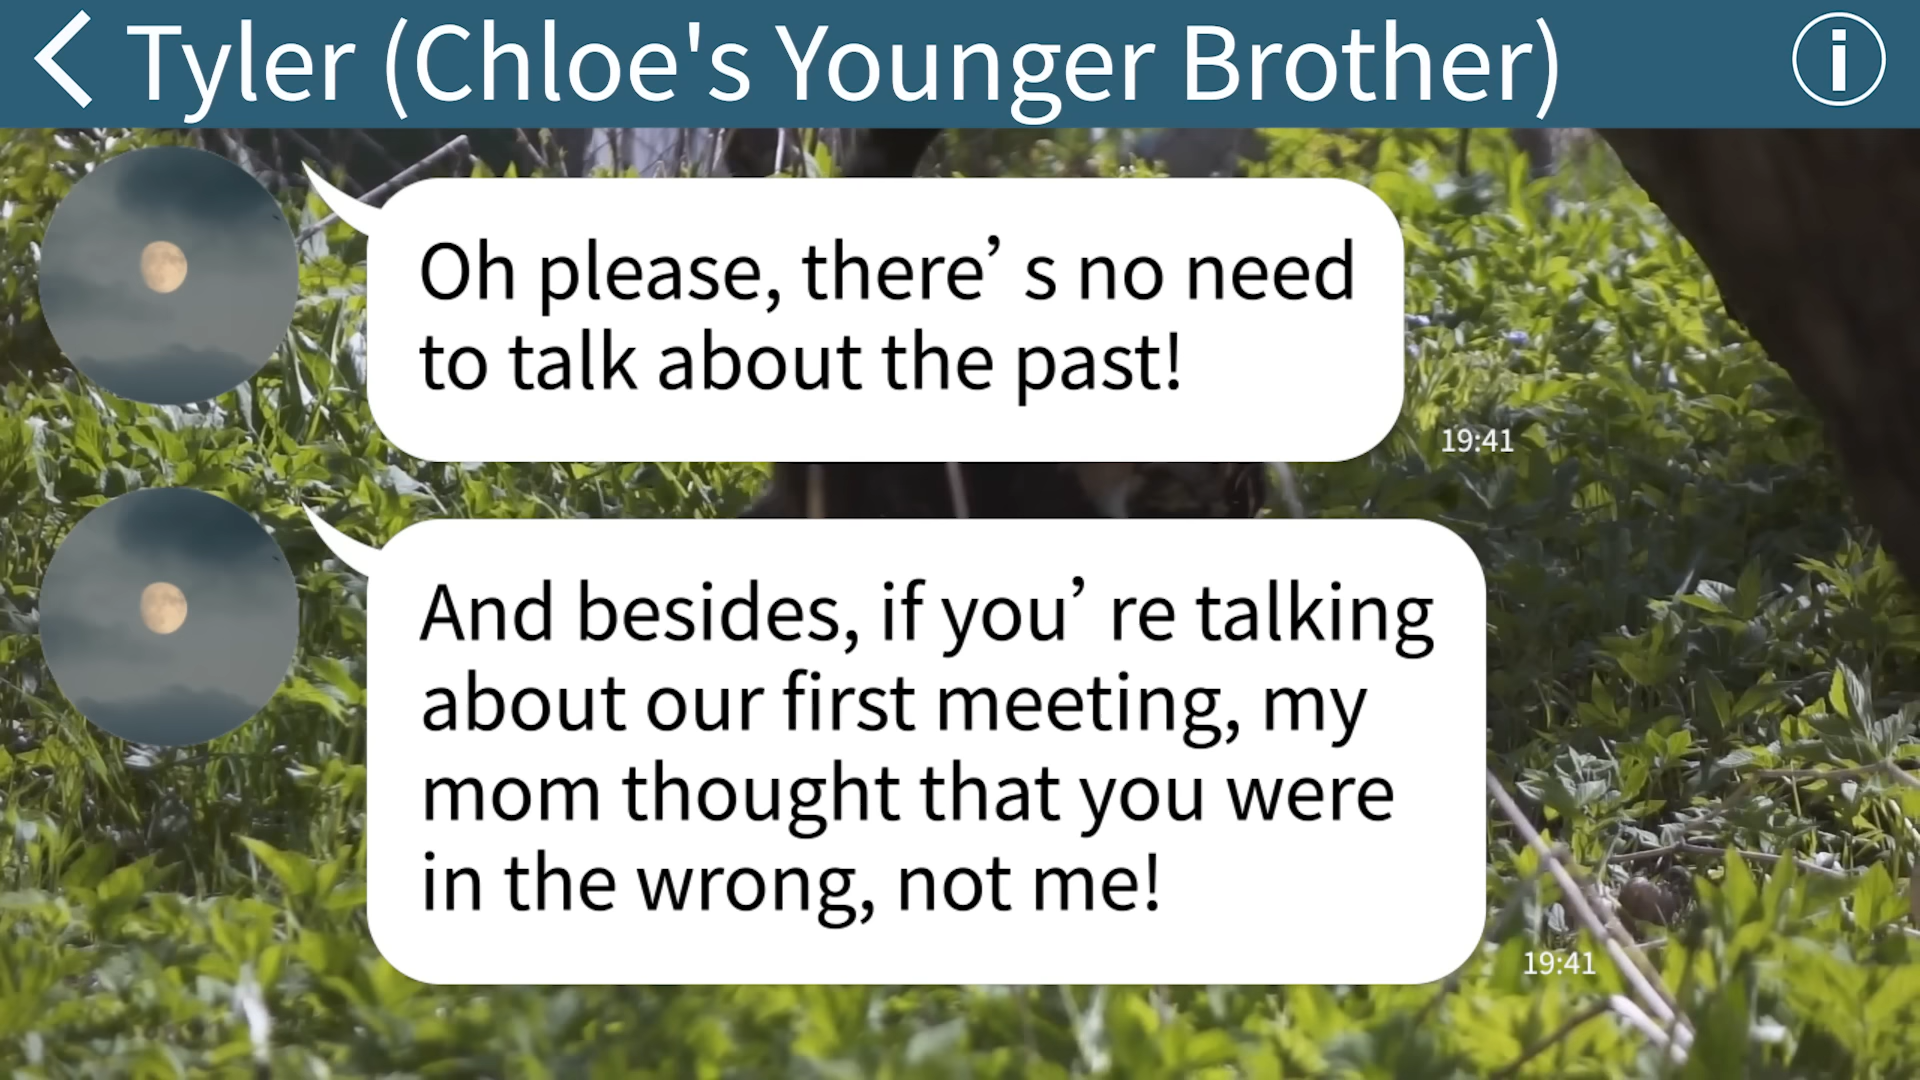 Tyler (Chloe's Younger Brother)
Oh please, there’ s no need
to talk about the past!
19:41
And besides, if you’ re talking
about our first meeting, my
mom thought that you were
in the wrong, not me!
19:41